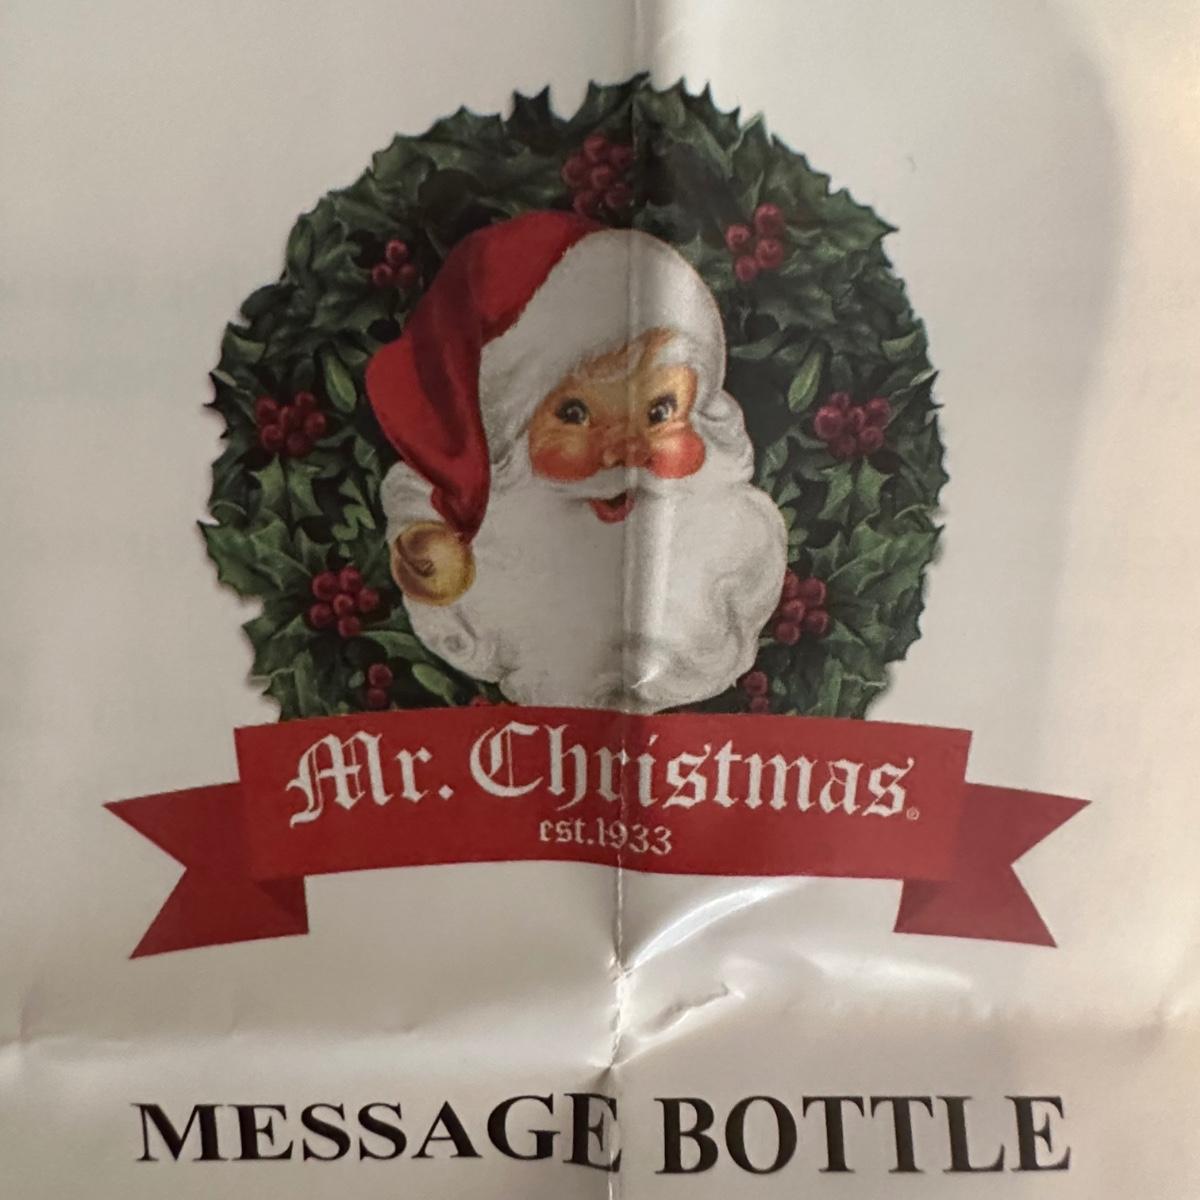 Mr. Christmas®
est.1933
MESSAGE BOTTLE